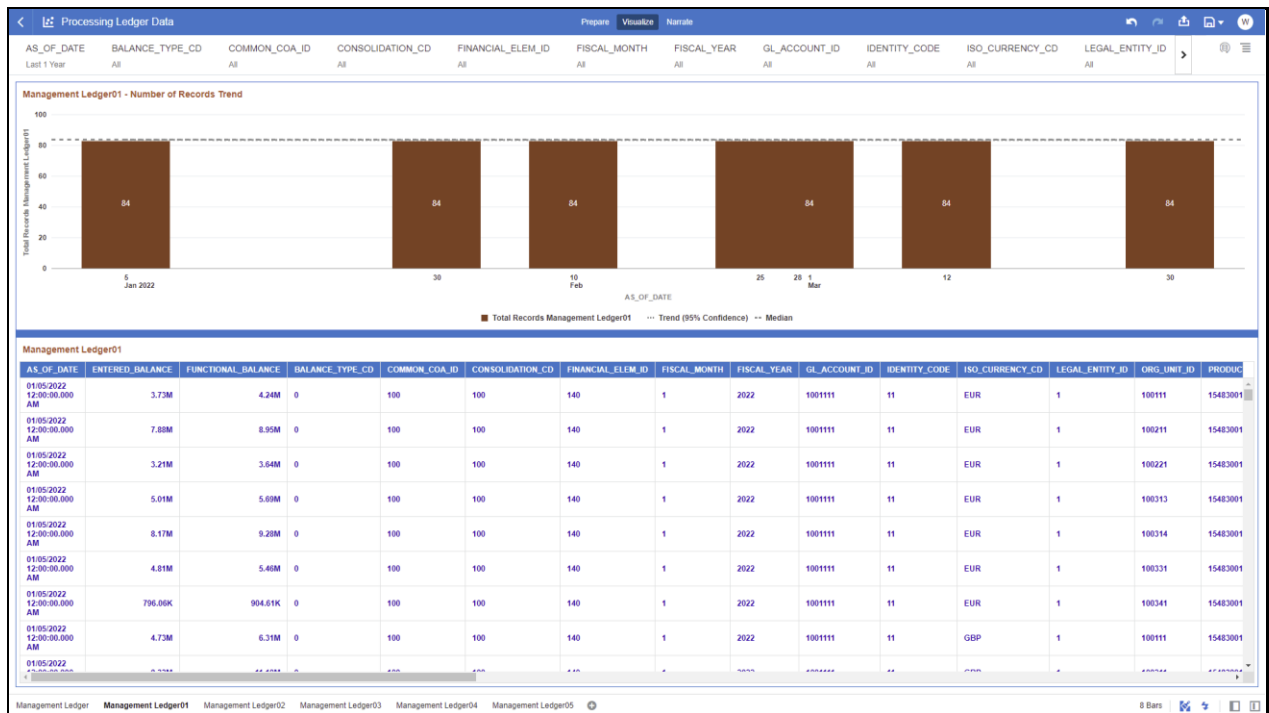 Processing Ledger Data
Prepare Visualize Narrate
W
AS_OF_DATE BALANCE_TYPE_CD COMMON_COA_ID CONSOLIDATION_CD FINANCIAL_ELEM_ID FISCAL_MONTH FISCAL_YEAR GL_ACCOUNT_ID IDENTITY_CODE ISO_CURRENCY_CD LEGAL_ENTITY_ID
Last 1 Year All All All All All All All All All All
Management Ledger01 - Number of Records Trend
Total Records Management Ledger01
100
80
60
40
20
0
84 84 84 84 84 84
5 30 10 25 28 1 12 30
Jan 2022 Feb Mar
AS_OF_DATE
Total Records Management Ledger01 Trend (95% Confidence) Median
Management Ledger01
AS_OF_DATE ENTERED_BALANCE FUNCTIONAL_BALANCE BALANCE_TYPE_CD COMMON_COA_ID CONSOLIDATION_CD FINANCIAL_ELEM_ID FISCAL_MONTH FISCAL_YEAR GL_ACCOUNT_ID IDENTITY_CODE ISO_CURRENCY_CD LEGAL_ENTITY_ID ORG_UNIT_ID PRODUC
01/05/2022
12:00:00.000
AM
3.73M 4.24M 0 100 100 140 1 2022 1001111 11 EUR 1 100111 15483001
01/05/2022
12:00:00.000
AM
7.88M 8.95M 0 100 100 140 1 2022 1001111 11 EUR 1 100211 15483001
01/05/2022
12:00:00.000
AM
3.21M 3.64M 0 100 100 140 1 2022 1001111 11 EUR 1 100221 15483001
01/05/2022
12:00:00.000
AM
5.01M 5.69M 0 100 100 140 1 2022 1001111 11 EUR 1 100313 15483001
01/05/2022
12:00:00.000
AM
8.17M 9.28M 0 100 100 140 1 2022 1001111 11 EUR 1 100314 15483001
01/05/2022
12:00:00.000
AM
4.81M 5.46M 0 100 100 140 1 2022 1001111 11 EUR 1 100331 15483001
01/05/2022
12:00:00.000
AM
796.06K 904.61K 0 100 100 140 1 2022 1001111 11 EUR 1 100341 15483001
01/05/2022
12:00:00.000
AM
4.73M 6.31M 0 100 100 140 1 2022 1001111 11 GBP 1 100111 15483001
01/05/2022
Management Ledger Management Ledger01 Management Ledger02 Management Ledger03 Management Ledger04 Management Ledger05
8 Bars